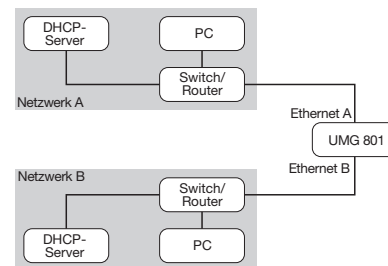 DHCP-
Server
PC
Switch/
Router
Netzwerk A
Ethernet A
UMG 801
Ethernet B
Netzwerk B
Switch/
Router
DHCP-
Server
PC